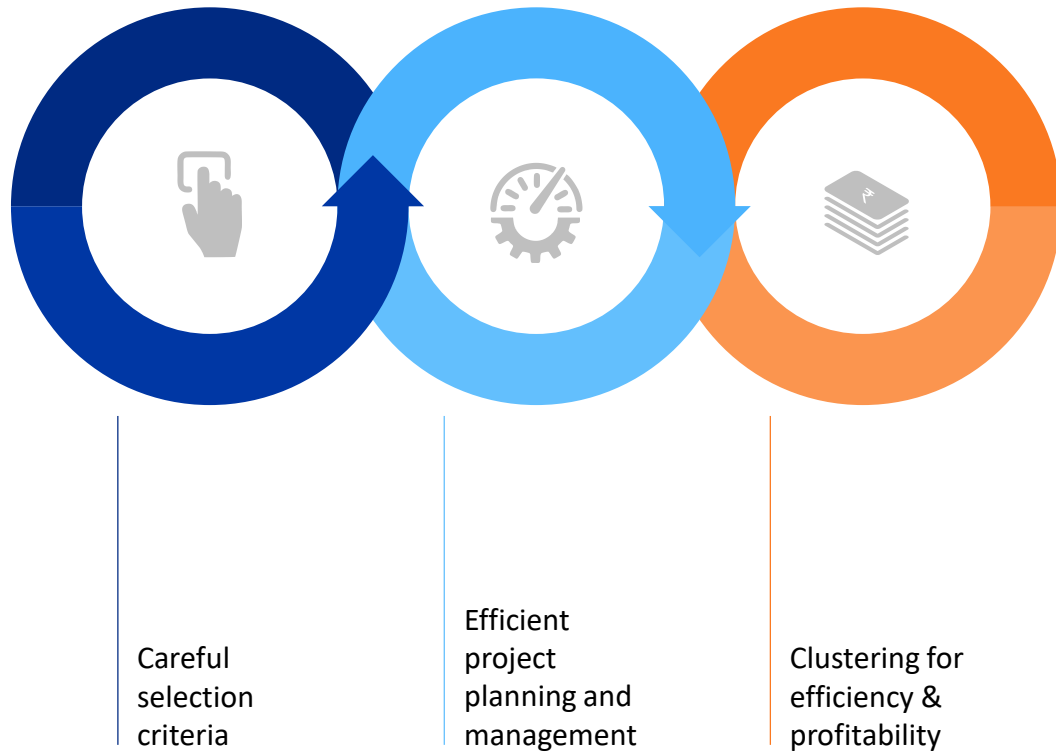 Careful
selection
criteria
Efficient
project
planning and
management
Clustering for
efficiency &
profitability